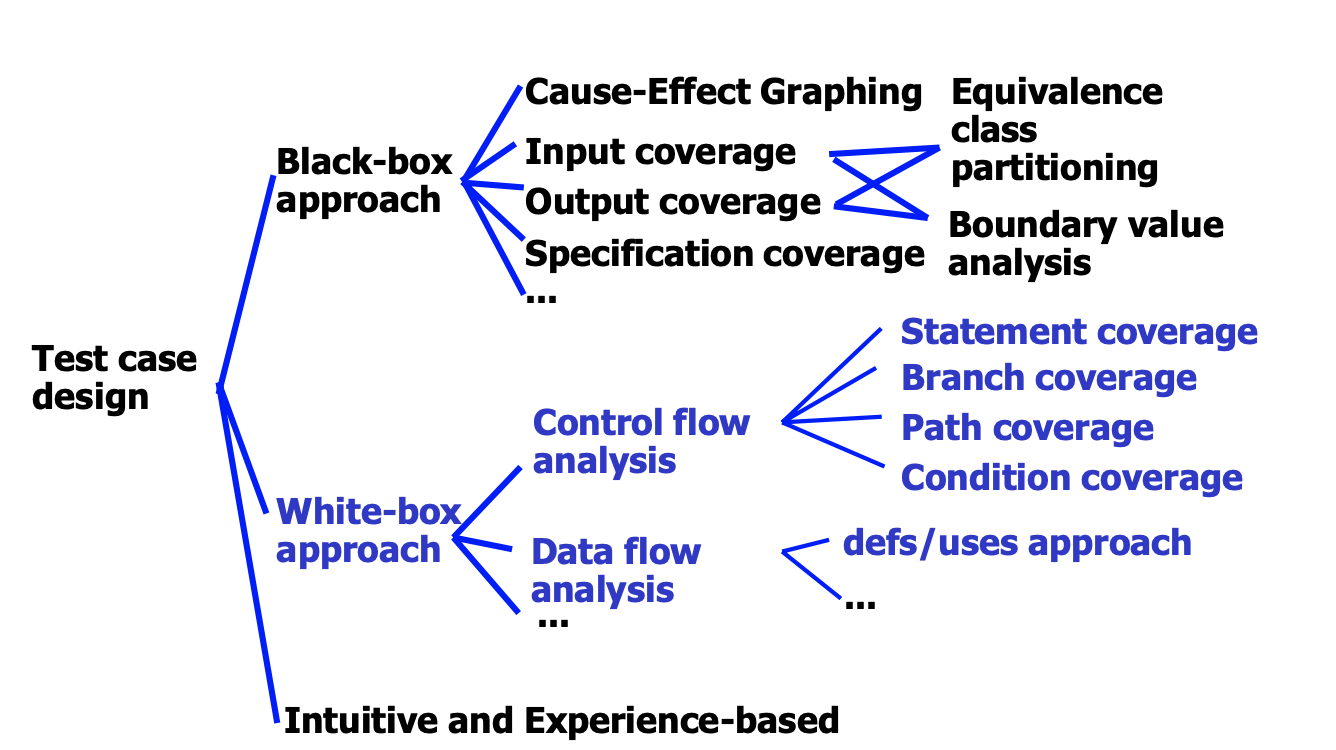 Cause-Effect Graphing
Equivalence
class
partitioning
Black-box
approach
Input coverage
Output coverage
Boundary value
analysis
Specification coverage
...
Test case
design
Statement coverage
Branch coverage
Control flow
analysis
Path coverage
Condition coverage
White-box
approach
Data flow
analysis
defs/uses approach
...
...
Intuitive and Experience-based